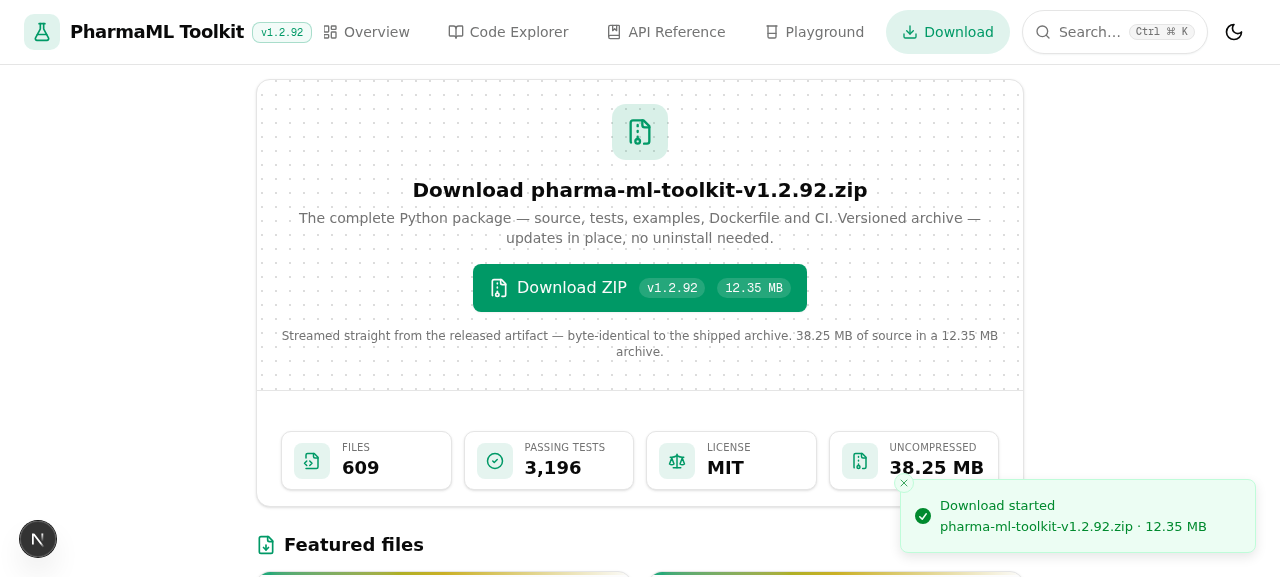 PharmaML Toolkit v1.2.92 Overview Code Explorer API Reference Playground Download Search... Ctrl ⌘ K
Download pharma-ml-toolkit-v1.2.92.zip
The complete Python package — source, tests, examples, Dockerfile and CI. Versioned archive —
updates in place, no uninstall needed.
Download ZIP v1.2.92 12.35 MB
Streamed straight from the released artifact — byte-identical to the shipped archive. 38.25 MB of source in a 12.35 MB
archive.
FILES
609
PASSING TESTS
3,196
LICENSE
MIT
UNCOMPRESSED
38.25 MB
Download started
pharma-ml-toolkit-v1.2.92.zip · 12.35 MB
N
Featured files